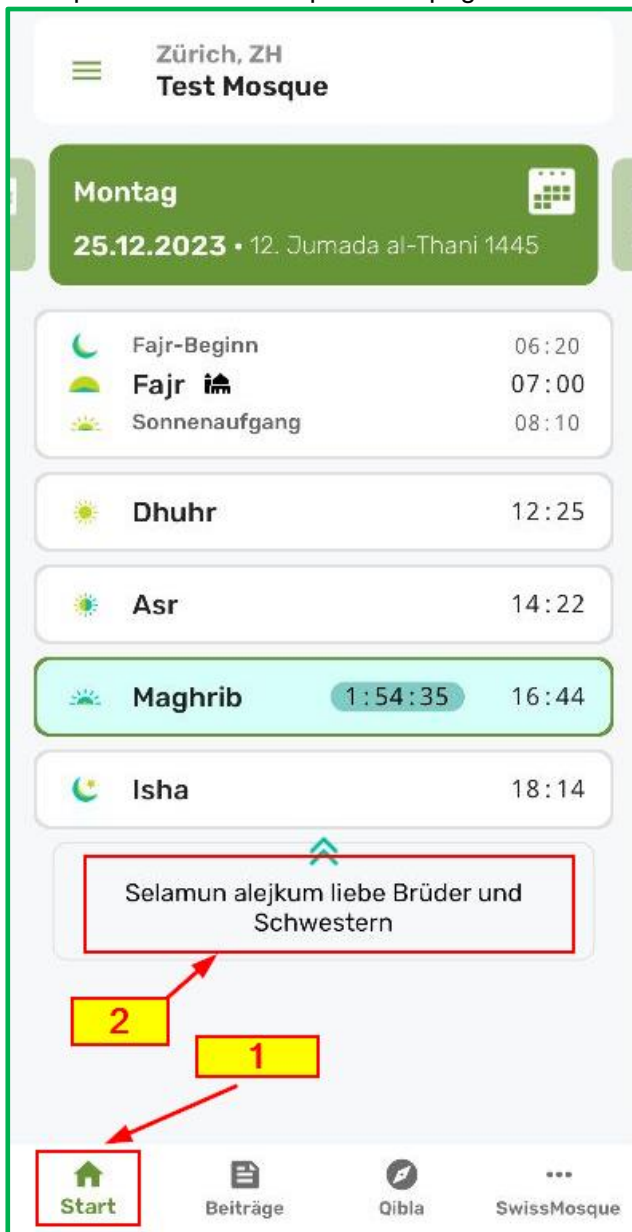 Zürich, ZH
Test Mosque
Montag
25.12.2023 • 12. Jumada al-Thani 1445
Fajr-Beginn 06:20
Fajr 07:00
Sonnenaufgang 08:10
Dhuhr 12:25
Asr 14:22
Maghrib 1:54:35 16:44
Isha 18:14
Selamun alejkum liebe Brüder und
Schwestern
2
1
Start Beiträge Qibla SwissMosque